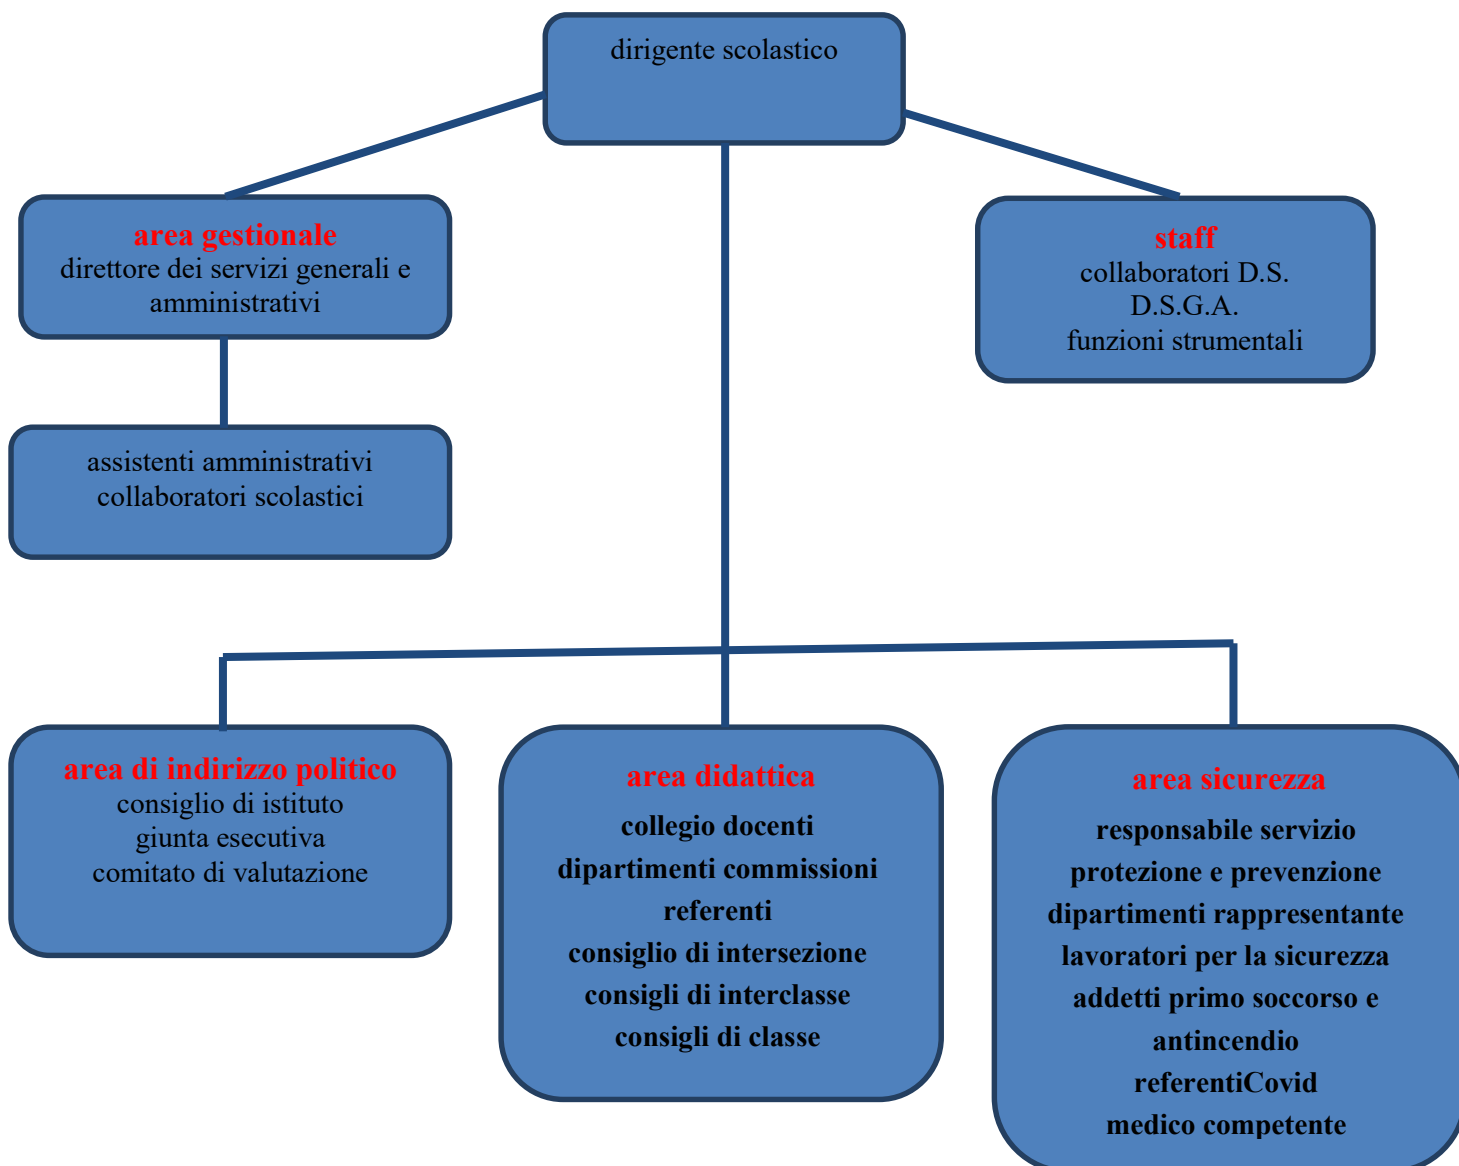 dirigente scolastico
area gestionale
direttore dei servizi generali e
amministrativi
staff
collaboratori D.S.
D.S.G.A.
funzioni strumentali
assistenti amministrativi
collaboratori scolastici
area di indirizzo politico
consiglio di istituto
giunta esecutiva
comitato di valutazione
area didattica
collegio docenti
dipartimenti commissioni
referenti
consiglio di intersezione
consigli di interclasse
consigli di classe
area sicurezza
responsabile servizio
protezione e prevenzione
dipartimenti rappresentante
lavoratori per la sicurezza
addetti primo soccorso e
antincendio
referentiCovid
medico competente